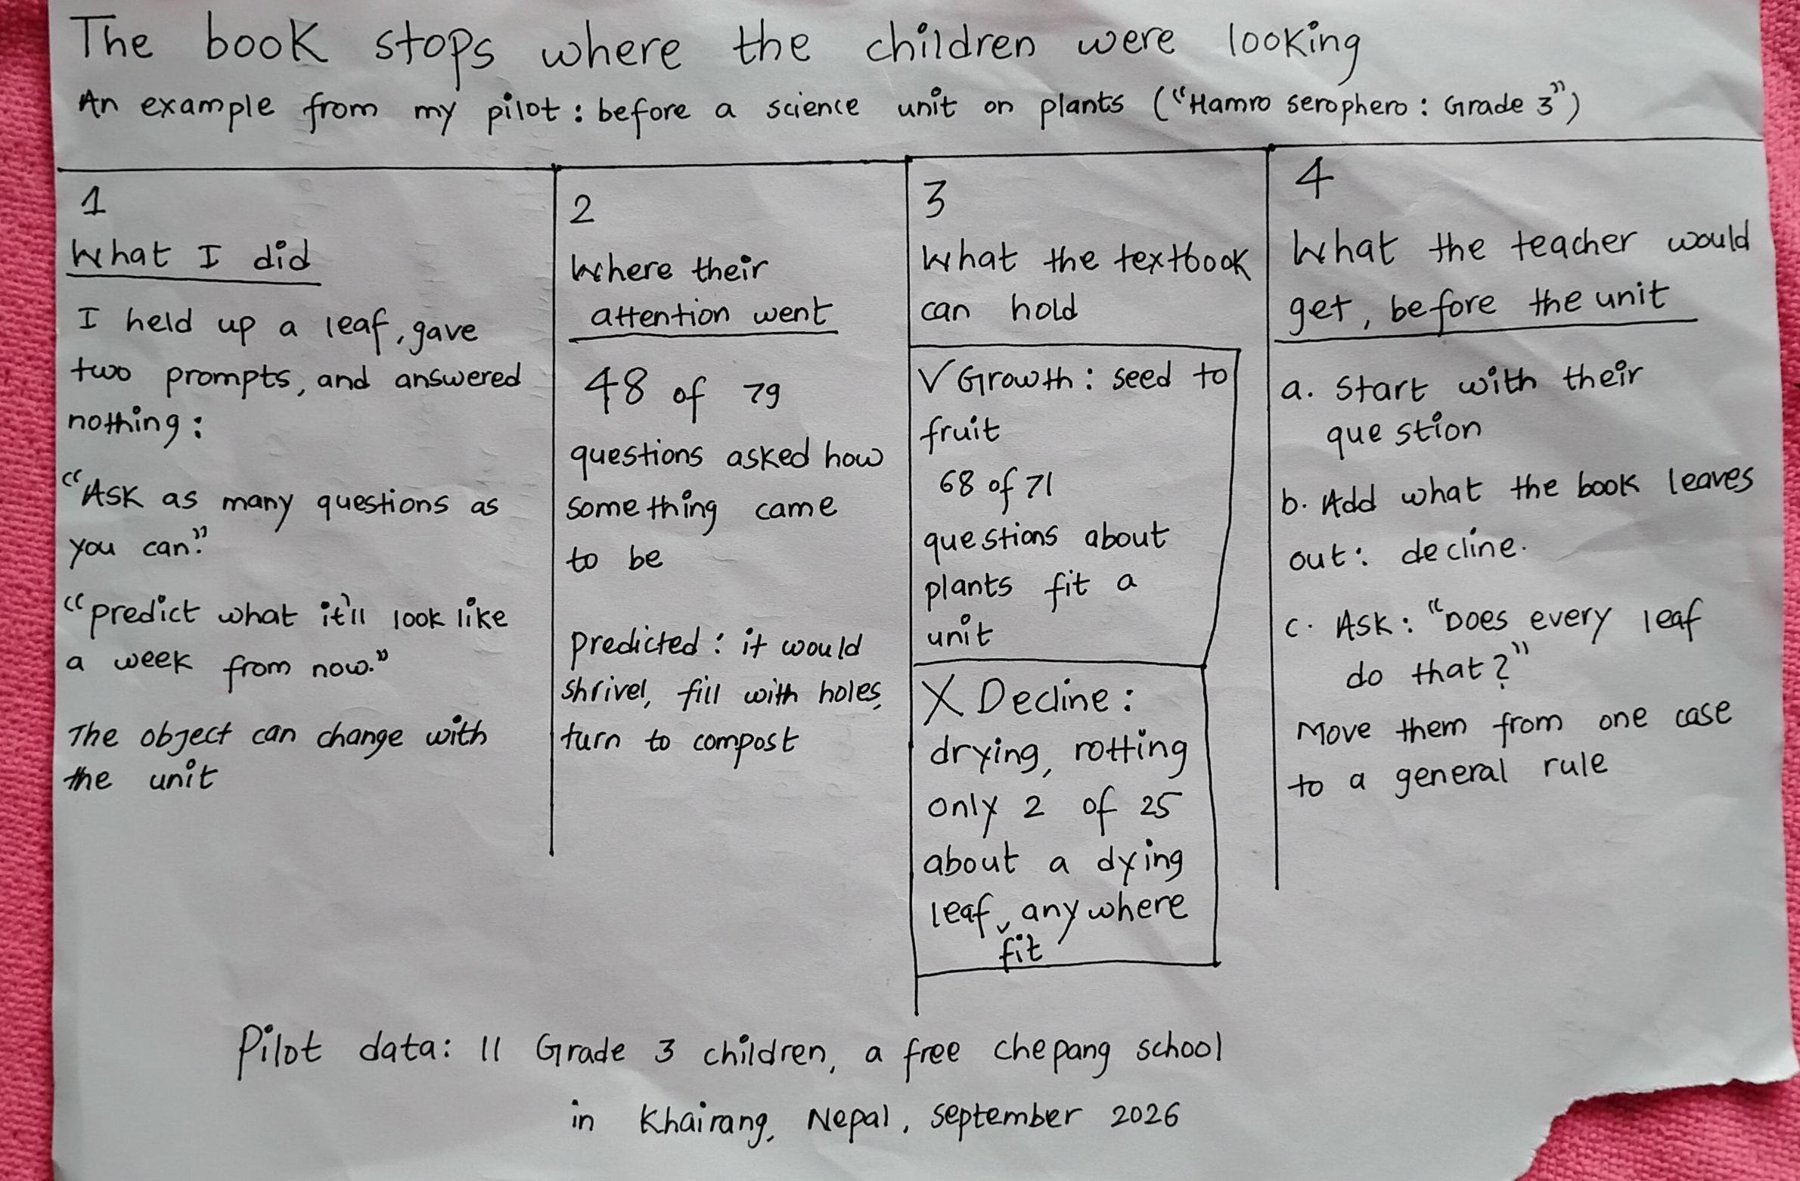 The book stops where the children were looking
An example from my pilot : before a science unit on plants ("Hamro serophero : Grade 3")
1
What I did
I held up a leaf, gave
two prompts, and answered
nothing :
"Ask as many questions as
you can."
"predict what it'll look like
a week from now."
The object can change with
the unit
2
Where their
attention went
48 of 79
questions asked how
something came
to be
predicted : it would
shrivel, fill with holes,
turn to compost
3
What the textbook
can hold
✓ Growth : seed to
fruit
68 of 71
questions about
plants fit a
unit
X Decline :
drying, rotting
only 2 of 25
about a dying
leaf fit anywhere
4
What the teacher would
get, before the unit
a. Start with their
question
b. Add what the book leaves
out : decline.
c. Ask : "Does every leaf
do that?"
Move them from one case
to a general rule
Pilot data: 11 Grade 3 children, a free chepang school
in Khairang, Nepal, September 2026